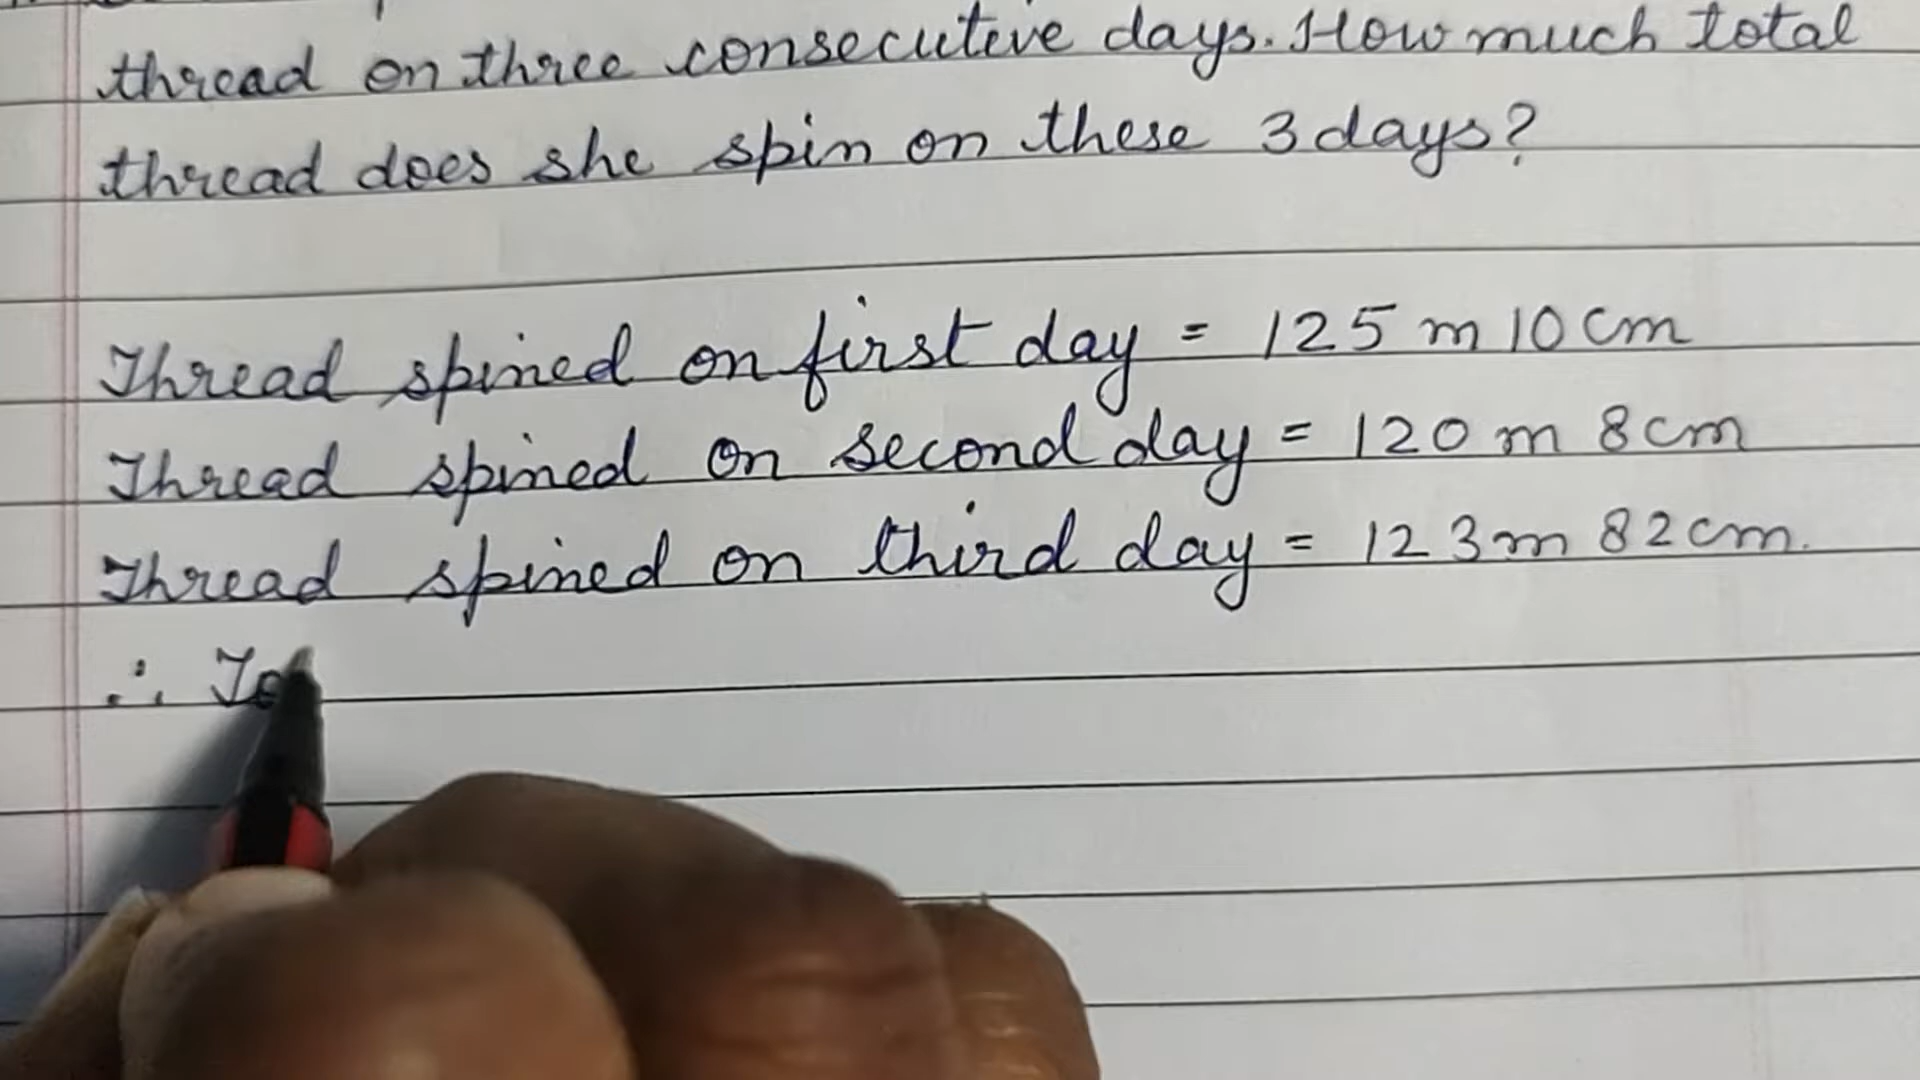 thread on three consecutive days. How much total
thread does she spin on these 3 days?
Thread spined on first day = 125 m 10 cm
Thread spined on second day = 120 m 8 cm
Thread spined on third day = 123 m 82 cm.
∴ To